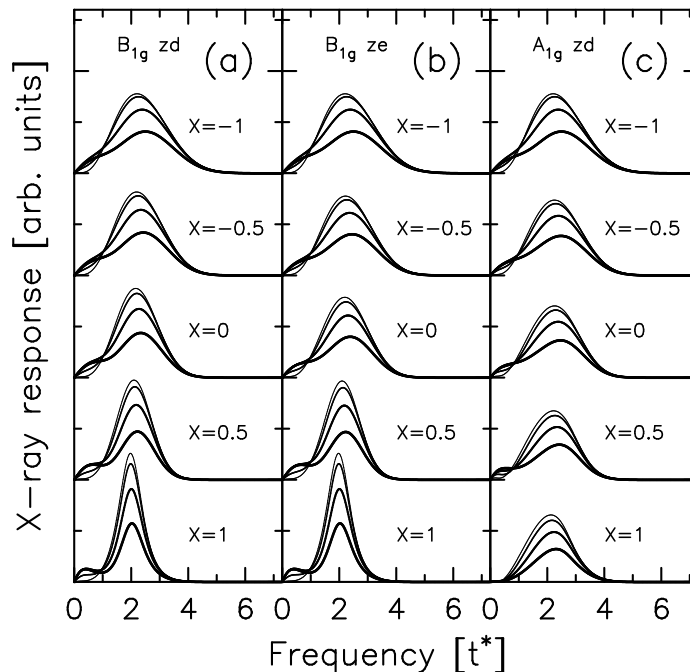 B1g zd (a) B1g ze (b) A1g zd (c)
X=−1 X=−1 X=−1
X=−0.5 X=−0.5 X=−0.5
X=0 X=0 X=0
X=0.5 X=0.5 X=0.5
X=1 X=1 X=1
0 2 4 6 0 2 4 6 0 2 4 6
Frequency [t*]
X−ray response [arb. units]